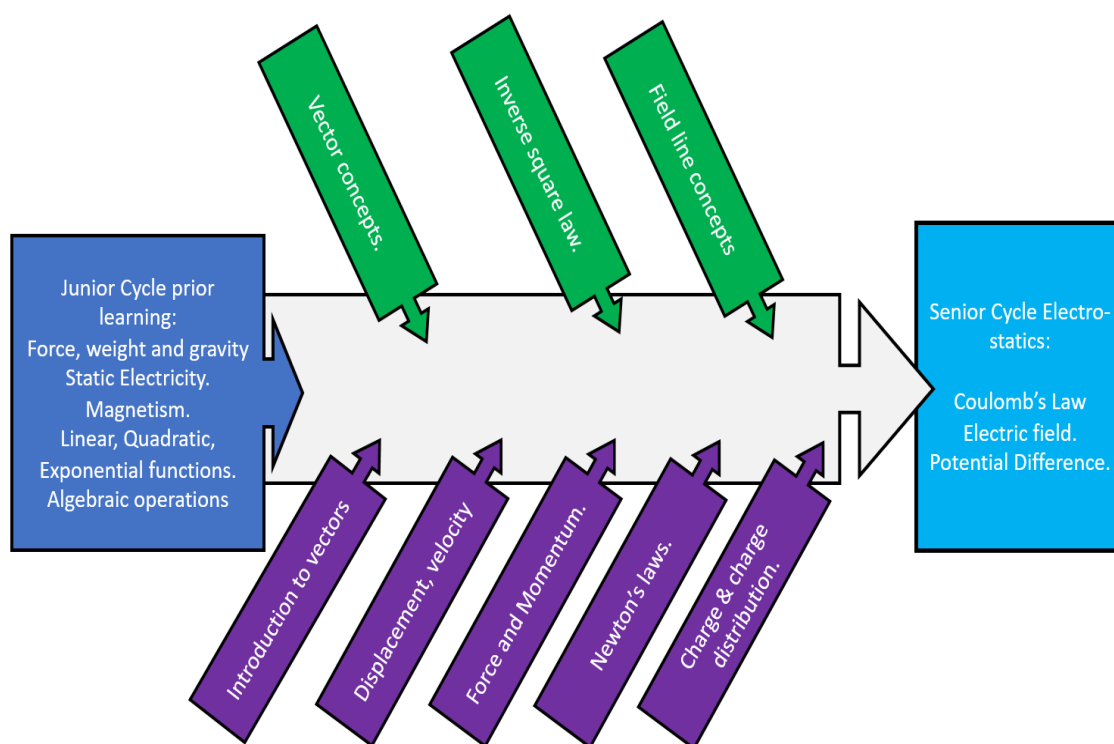 Vector concepts.
Inverse square law.
Field line concepts
Junior Cycle prior
learning:
Force, weight and gravity
Static Electricity.
Magnetism.
Linear, Quadratic,
Exponential functions.
Algebraic operations
Senior Cycle Electro-
statics:
Coulomb’s Law
Electric field.
Potential Difference.
Introduction to vectors
Displacement, velocity
Force and Momentum.
Newton’s laws.
Charge & charge
distribution.